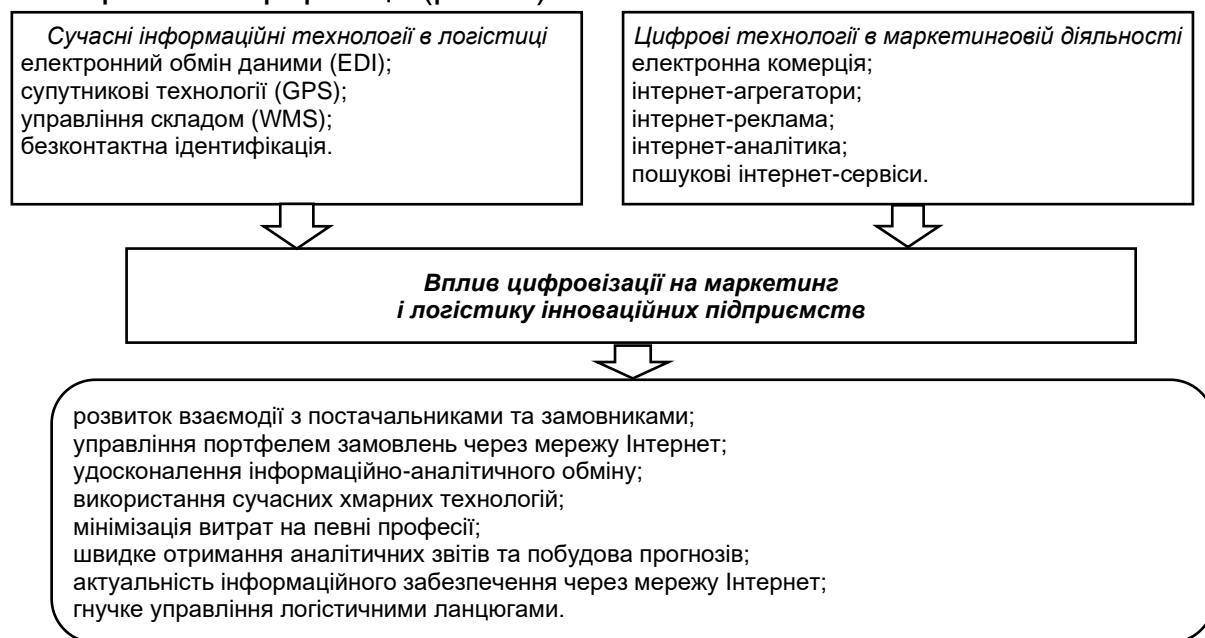 Сучасні інформаційні технології в логістиці
електронний обмін даними (EDI);
супутникові технології (GPS);
управління складом (WMS);
безконтактна ідентифікація.
Цифрові технології в маркетинговій діяльності
електронна комерція;
інтернет-агрегатори;
інтернет-реклама;
інтернет-аналітика;
пошукові інтернет-сервіси.
Вплив цифровізації на маркетинг
і логістику інноваційних підприємств
розвиток взаємодії з постачальниками та замовниками;
управління портфелем замовлень через мережу Інтернет;
удосконалення інформаційно-аналітичного обміну;
використання сучасних хмарних технологій;
мінімізація витрат на певні професії;
швидке отримання аналітичних звітів та побудова прогнозів;
актуальність інформаційного забезпечення через мережу Інтернет;
гнучке управління логістичними ланцюгами.